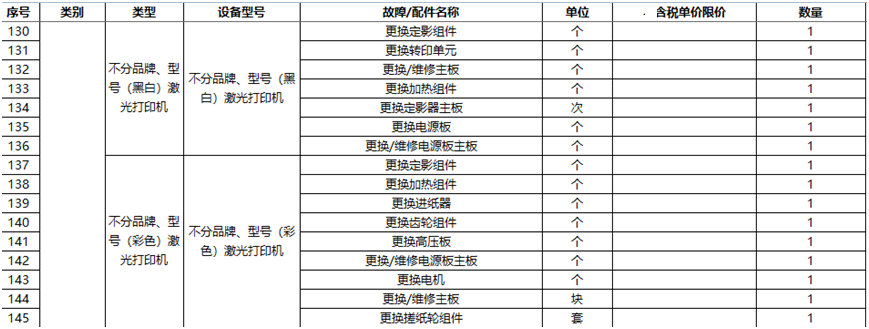 序号 类别 类型 设备型号 故障/配件名称 单位 . 含税单价限价 数量
130 不分品牌、型号（黑白）激光打印机 不分品牌、型号（黑白）激光打印机 更换定影组件 个 1
131 更换转印单元 个 1
132 更换/维修主板 个 1
133 更换加热组件 个 1
134 更换定影器主板 次 1
135 更换电源板 个 1
136 更换/维修电源板主板 个 1
137 不分品牌、型号（彩色）激光打印机 不分品牌、型号（彩色）激光打印机 更换定影组件 个 1
138 更换加热组件 个 1
139 更换进纸器 个 1
140 更换齿轮组件 个 1
141 更换高压板 个 1
142 更换/维修电源板主板 个 1
143 更换电机 个 1
144 更换/维修主板 块 1
145 更换搓纸轮组件 套 1